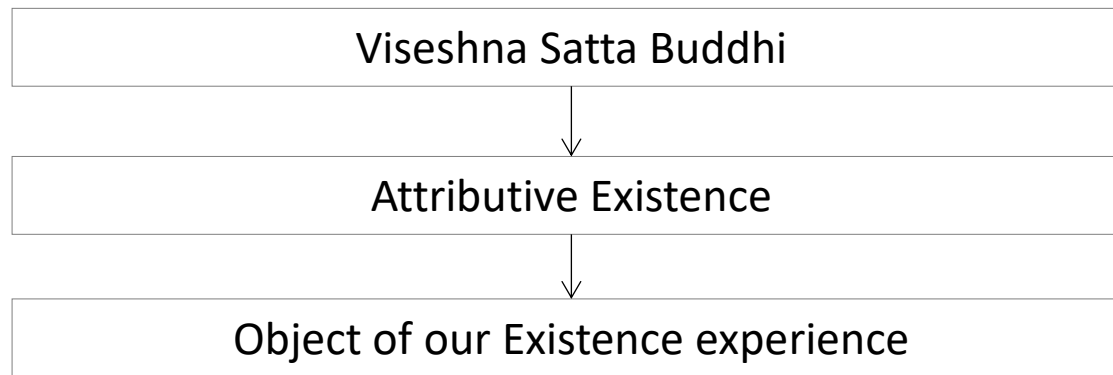 Viseshna Satta Buddhi
Attributive Existence
Object of our Existence experience